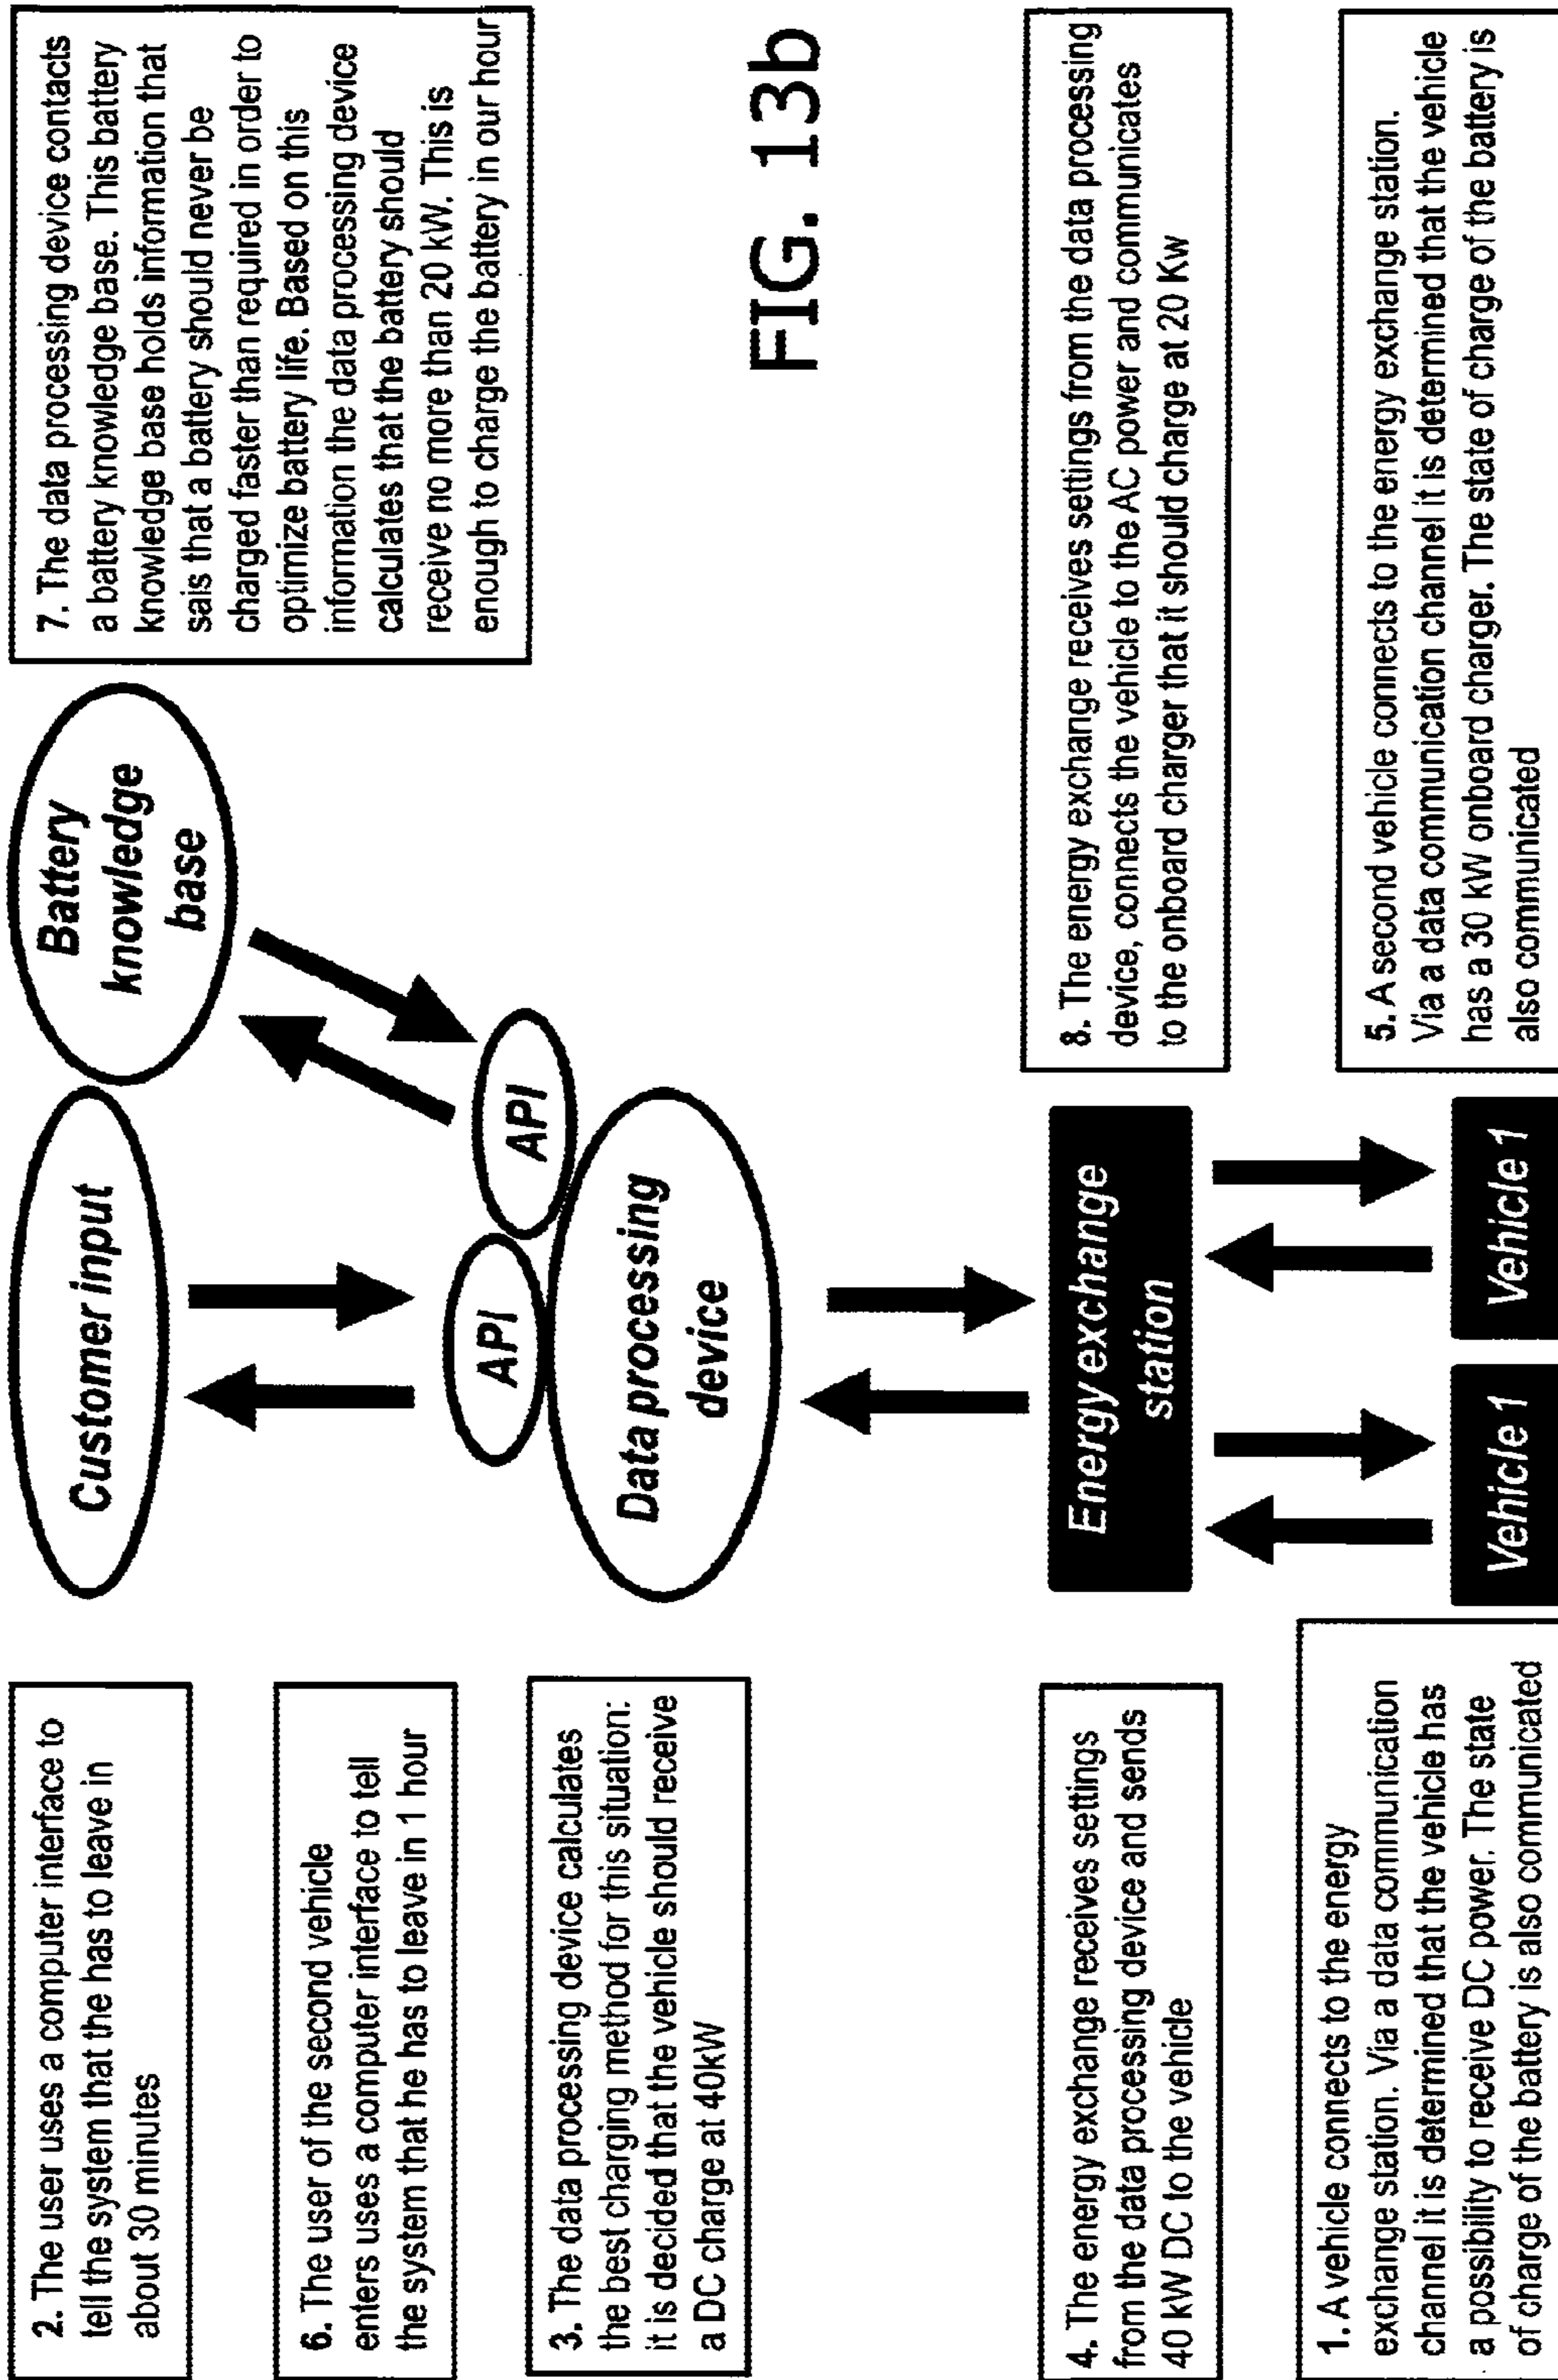 2. The user uses a computer interface to
tell the system that the has to leave in
about 30 minutes
6. The user of the second vehicle
enters uses a computer interface to tell
the system that he has to leave in 1 hour
3. The data processing device calculates
the best charging method for this situation:
it is decided that the vehicle should receive
a DC charge at 40kW
4. The energy exchange receives settings
from the data processing device and sends
40 kW DC to the vehicle
1. A vehicle connects to the energy
exchange station. Via a data communication
channel it is determined that the vehicle has
a possibility to receive DC power. The state
of charge of the battery is also communicated
Customer input
Battery
knowledge
base
API
API
Data processing
device
Energy exchange
station
Vehicle 1
Vehicle 1
7. The data processing device contacts
a battery knowledge base. This battery
knowledge base holds information that
sais that a battery should never be
charged faster than required in order to
optimize battery life. Based on this
information the data processing device
calculates that the battery should
receive no more than 20 kW. This is
enough to charge the battery in our hour
FIG. 13b
8. The energy exchange receives settings from the data processing
device, connects the vehicle to the AC power and communicates
to the onboard charger that it should charge at 20 Kw
5. A second vehicle connects to the energy exchange station.
Via a data communication channel it is determined that the vehicle
has a 30 kW onboard charger. The state of charge of the battery is
also communicated